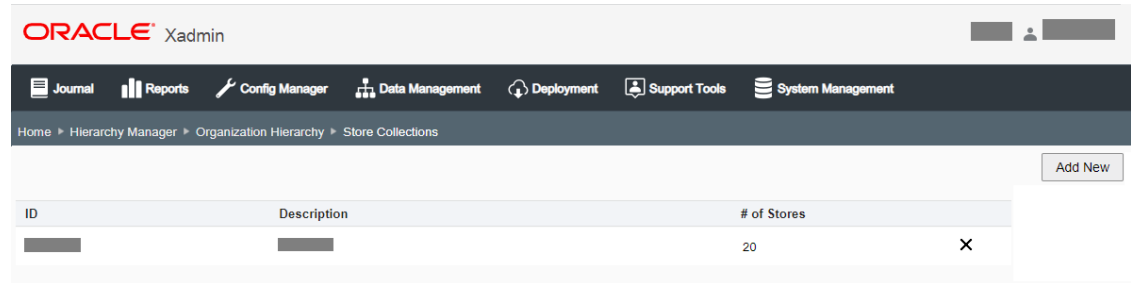 ORACLE Xadmin
Journal Reports Config Manager Data Management Deployment Support Tools System Management
Home Hierarchy Manager Organization Hierarchy Store Collections
Add New
ID Description # of Stores
20